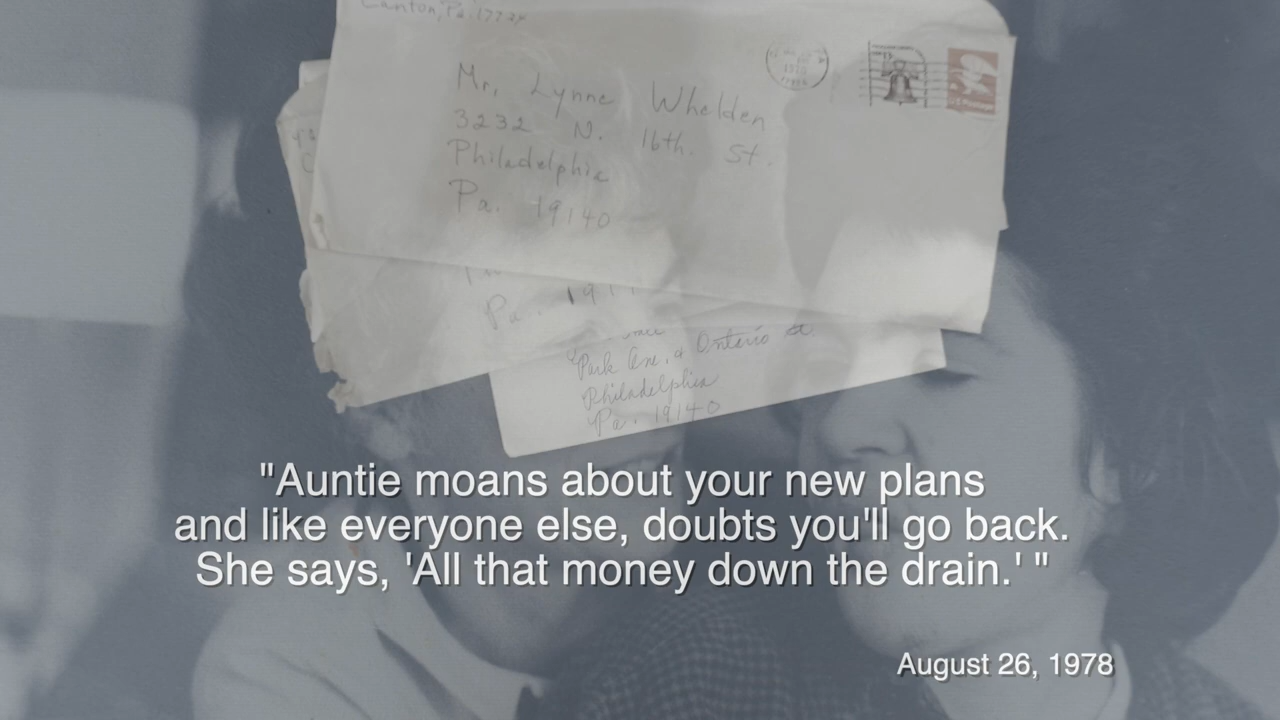 Canton, Pa. 17724
Mr. Lynne Whelden
3232 N. 16th. St.
Philadelphia
Pa. 19140
Pa. 191
Park Ave. & Ontario St
Philadelphia
Pa. 19140
"Auntie moans about your new plans
and like everyone else, doubts you'll go back.
She says, 'All that money down the drain.' "
August 26, 1978